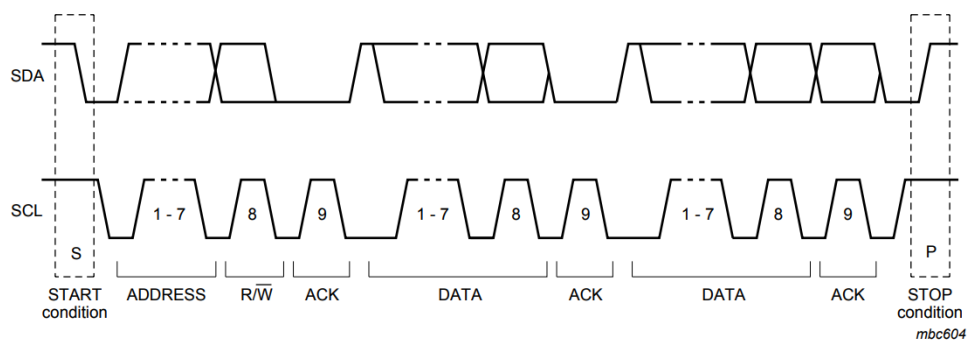 SDA
SCL
1 - 7 8 9 1 - 7 8 9 1 - 7 8 9
S P
START condition ADDRESS R/W̅ ACK DATA ACK DATA ACK STOP condition
mbc604